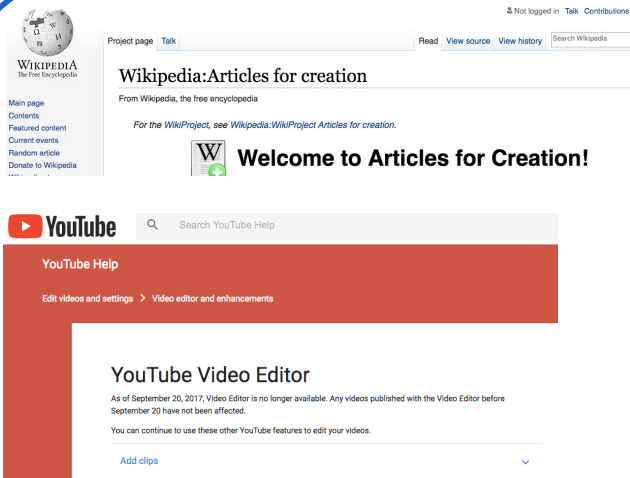 Not logged in Talk Contributions
Project page Talk Read View source View history Search Wikipedia
WIKIPEDIA
The Free Encyclopedia
Wikipedia:Articles for creation
From Wikipedia, the free encyclopedia
Main page
Contents
Featured content
Current events
Random article
Donate to Wikipedia
For the WikiProject, see Wikipedia:WikiProject Articles for creation.
W Welcome to Articles for Creation!
YouTube Search YouTube Help
YouTube Help
Edit videos and settings > Video editor and enhancements
YouTube Video Editor
As of September 20, 2017, Video Editor is no longer available. Any videos published with the Video Editor before
September 20 have not been affected.
You can continue to use these other YouTube features to edit your videos.
Add clips